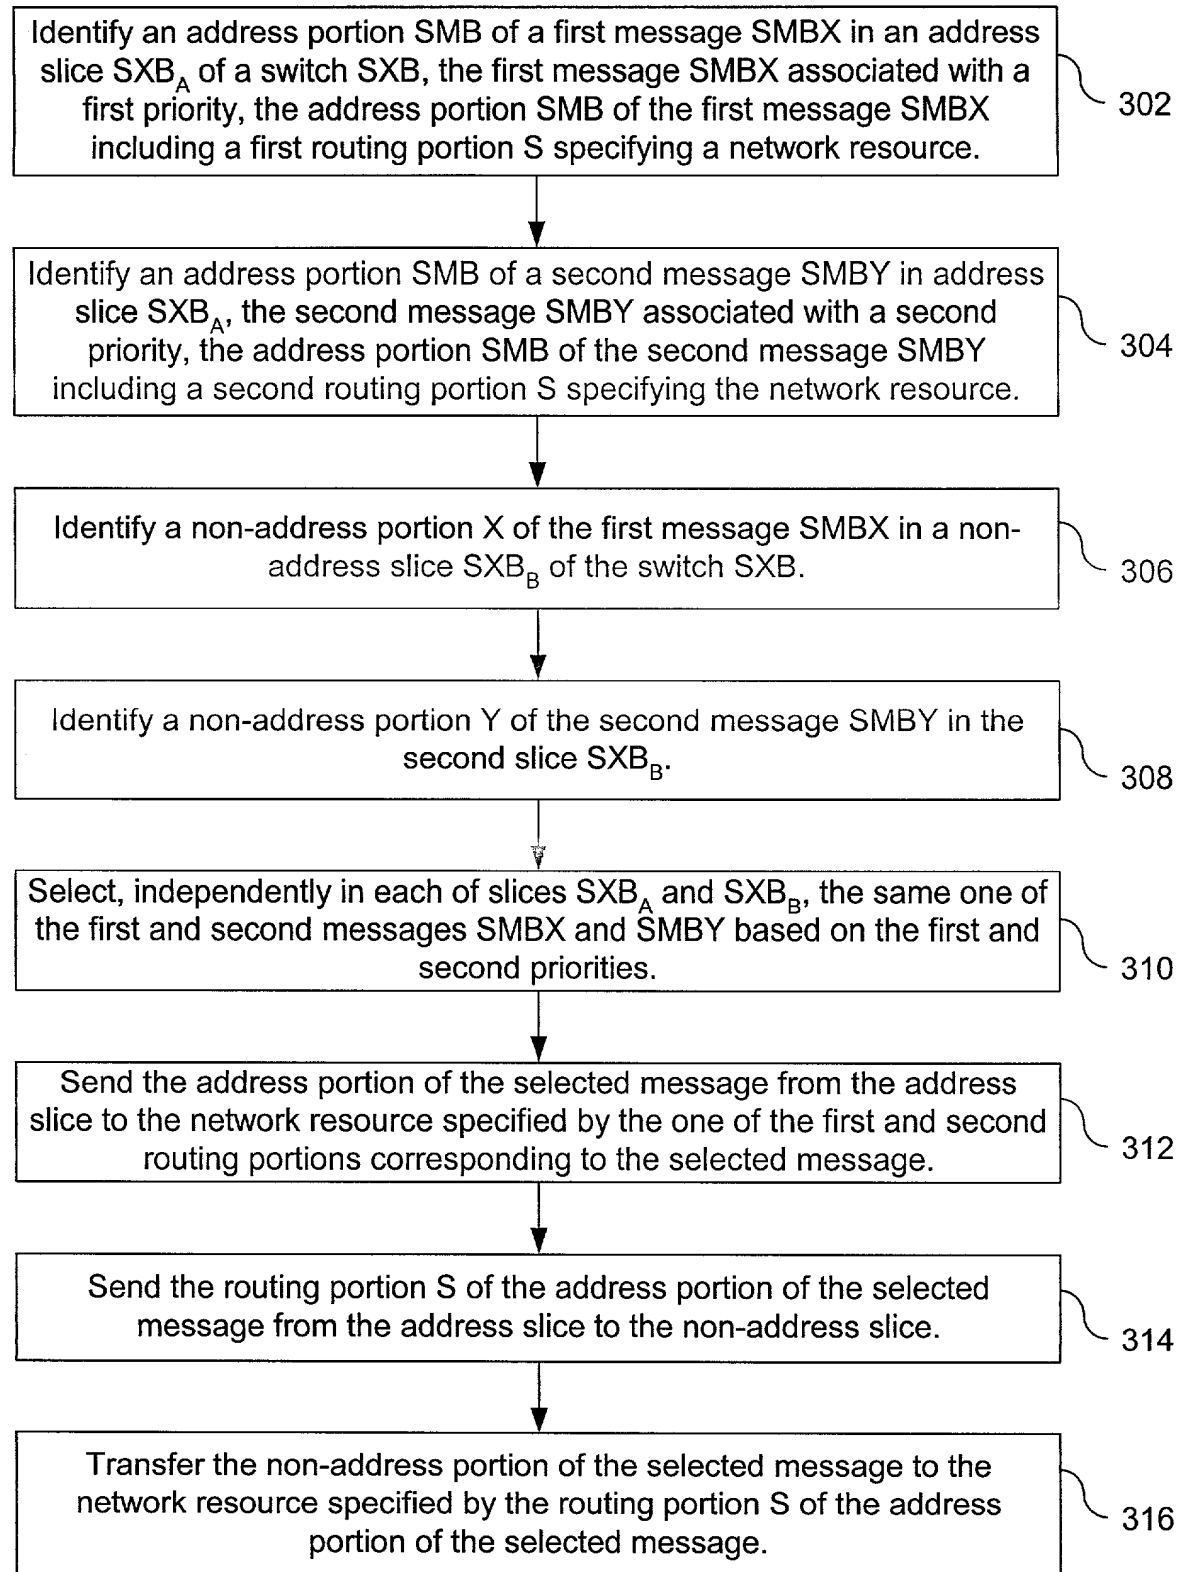 Identify an address portion SMB of a first message SMBX in an address
slice SXB_A of a switch SXB, the first message SMBX associated with a
first priority, the address portion SMB of the first message SMBX
including a first routing portion S specifying a network resource.
302
Identify an address portion SMB of a second message SMBY in address
slice SXB_A, the second message SMBY associated with a second
priority, the address portion SMB of the second message SMBY
including a second routing portion S specifying the network resource.
304
Identify a non-address portion X of the first message SMBX in a non-
address slice SXB_B of the switch SXB.
306
Identify a non-address portion Y of the second message SMBY in the
second slice SXB_B.
308
Select, independently in each of slices SXB_A and SXB_B, the same one of
the first and second messages SMBX and SMBY based on the first and
second priorities.
310
Send the address portion of the selected message from the address
slice to the network resource specified by the one of the first and second
routing portions corresponding to the selected message.
312
Send the routing portion S of the address portion of the selected
message from the address slice to the non-address slice.
314
Transfer the non-address portion of the selected message to the
network resource specified by the routing portion S of the address
portion of the selected message.
316